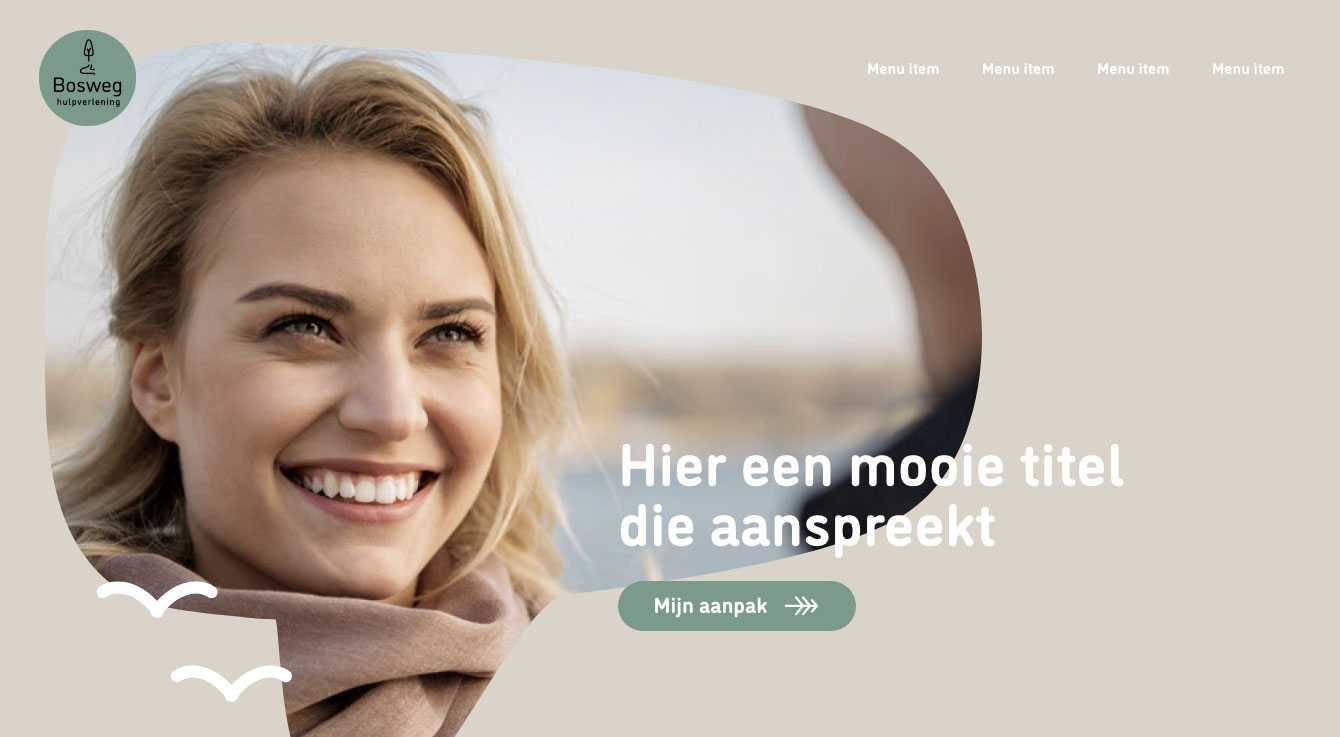 Bosweg
hulpverlening
Menu item Menu item Menu item Menu item
Hier een mooie titel
die aanspreekt
Mijn aanpak